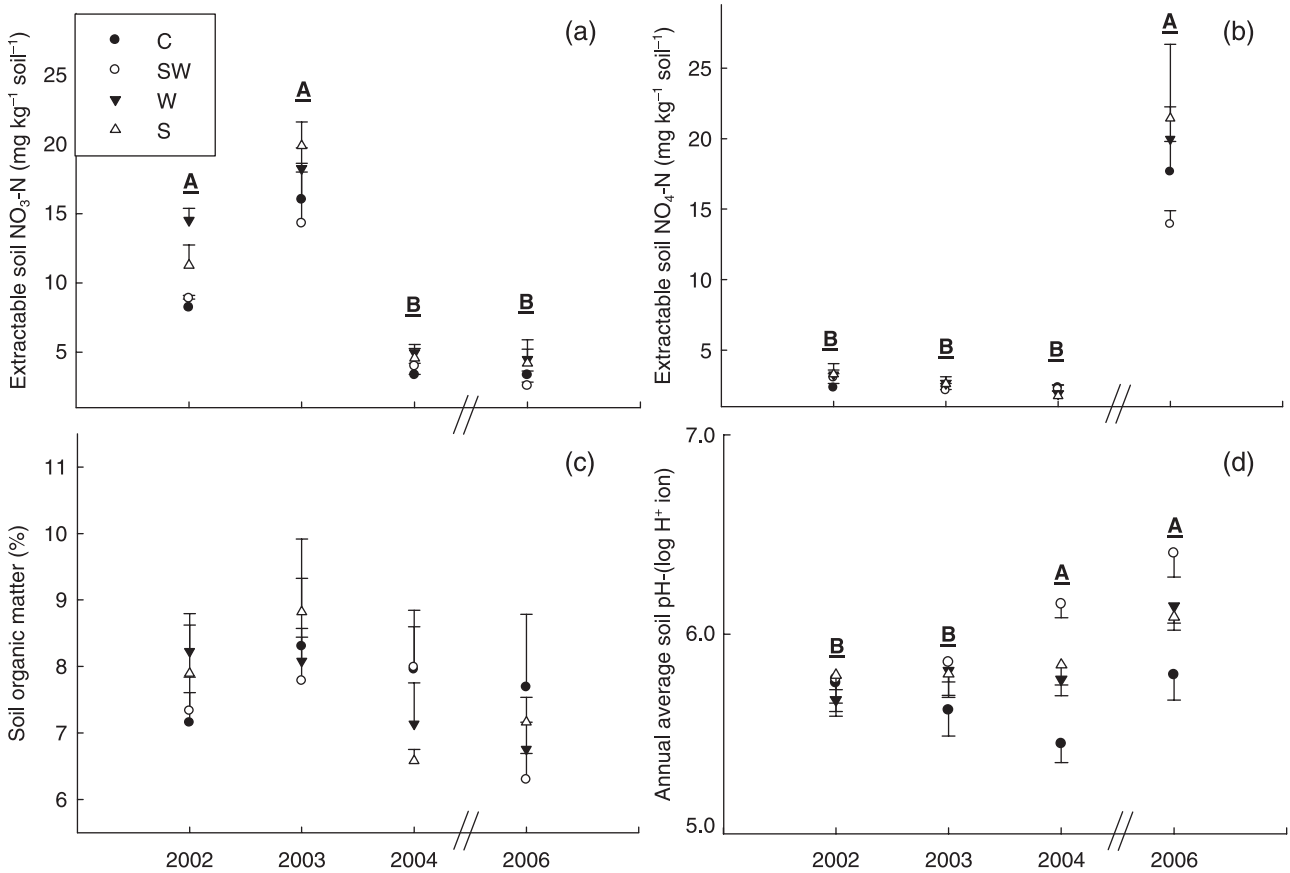 C
SW
W
S
(a)
Extractable soil NO3-N (mg kg–1 soil–1)
25
20
15
10
5
A
A
B
B
(b)
Extractable soil NO4-N (mg kg–1 soil–1)
25
20
15
10
5
B
B
B
A
(c)
Soil organic matter (%)
11
10
9
8
7
6
2002 2003 2004 2006
(d)
Annual average soil pH-(log H+ ion)
7.0
6.0
5.0
B
B
A
A
2002 2003 2004 2006